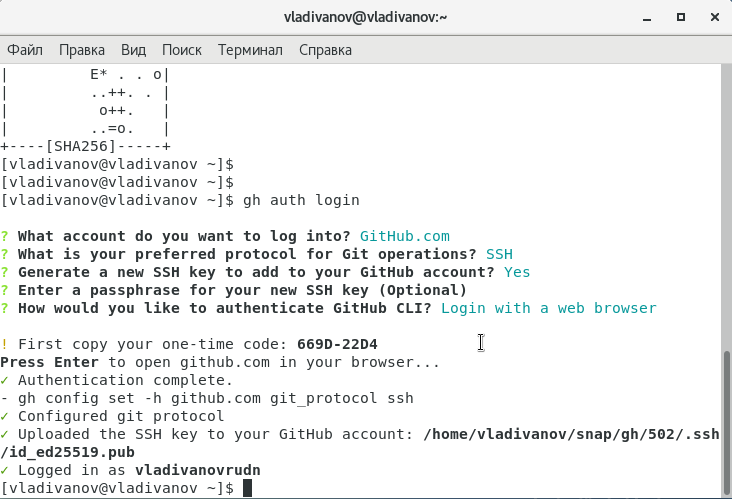 vladivanov@vladivanov:~
Файл Правка Вид Поиск Терминал Справка
|         E* . . o|
|         ..++. . |
|          o++.   |
|         ..=o.   |
+----[SHA256]-----+
[vladivanov@vladivanov ~]$
[vladivanov@vladivanov ~]$
[vladivanov@vladivanov ~]$ gh auth login
? What account do you want to log into? GitHub.com
? What is your preferred protocol for Git operations? SSH
? Generate a new SSH key to add to your GitHub account? Yes
? Enter a passphrase for your new SSH key (Optional)
? How would you like to authenticate GitHub CLI? Login with a web browser
! First copy your one-time code: 669D-22D4
Press Enter to open github.com in your browser...
✓ Authentication complete.
- gh config set -h github.com git_protocol ssh
✓ Configured git protocol
✓ Uploaded the SSH key to your GitHub account: /home/vladivanov/snap/gh/502/.ssh
/id_ed25519.pub
✓ Logged in as vladivanovrudn
[vladivanov@vladivanov ~]$